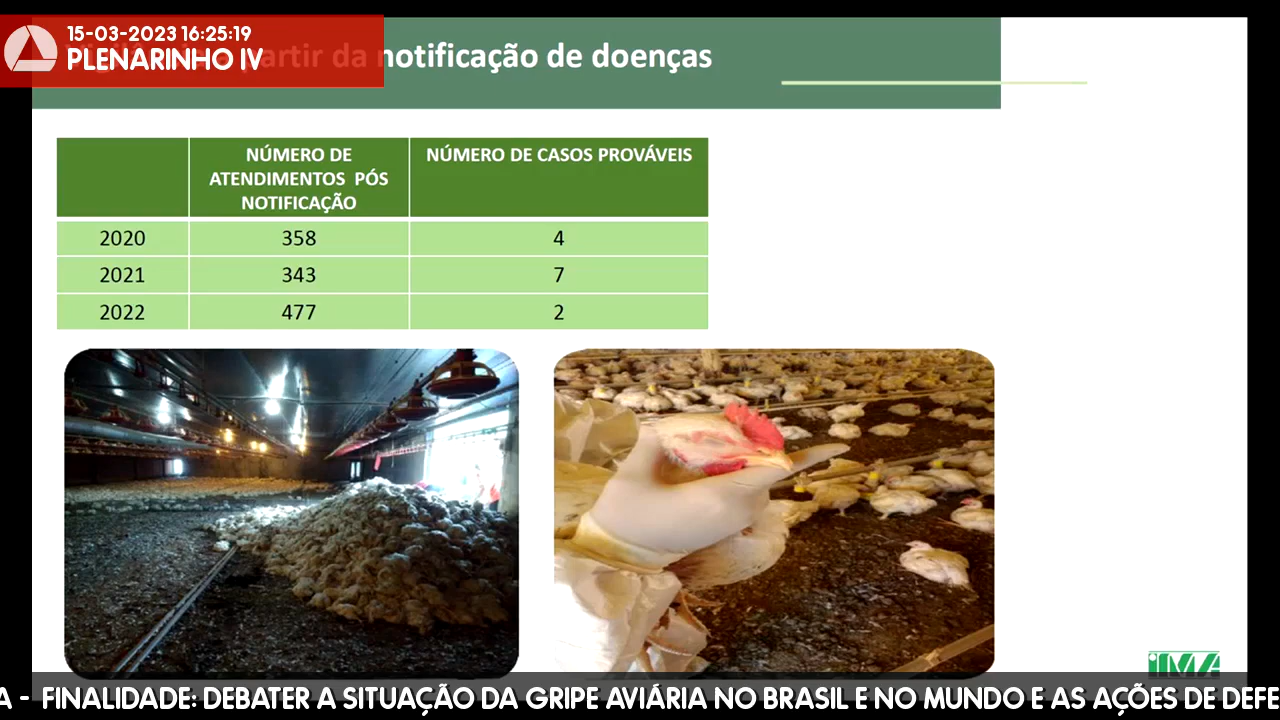 15-03-2023 16:25:19
PLENARINHO IV
partir da notificação de doenças
NÚMERO DE
ATENDIMENTOS PÓS
NOTIFICAÇÃO
NÚMERO DE CASOS PROVÁVEIS
2020 358 4
2021 343 7
2022 477 2
IMA
A - FINALIDADE: DEBATER A SITUAÇÃO DA GRIPE AVIÁRIA NO BRASIL E NO MUNDO E AS AÇÕES DE DEFE